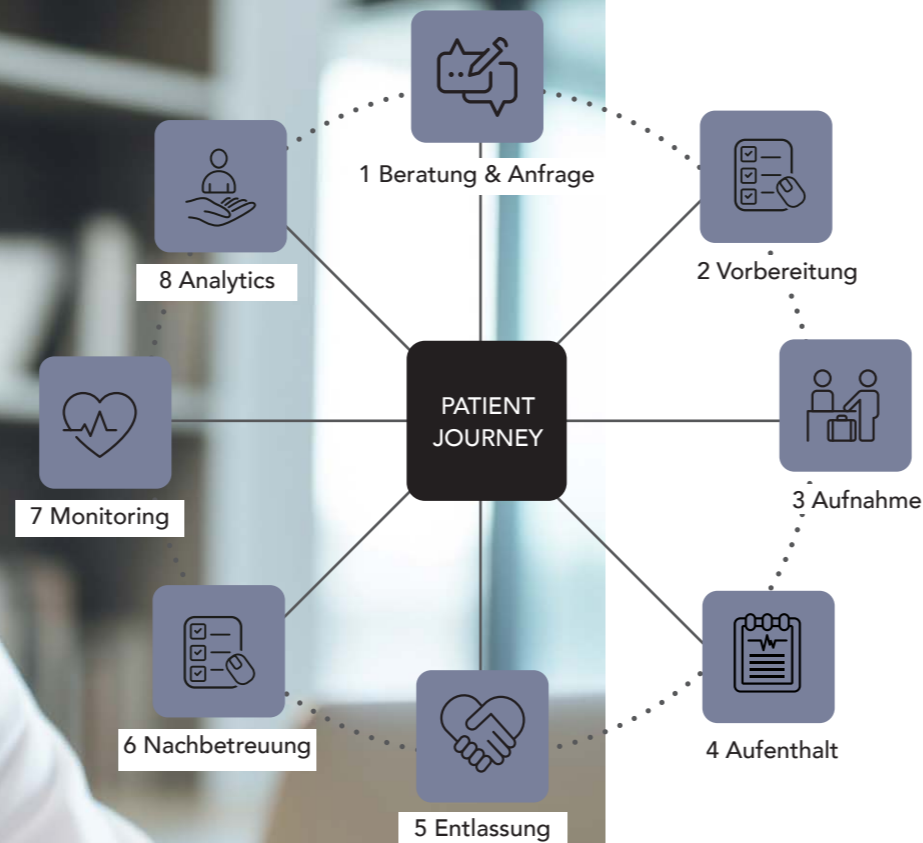 1 Beratung & Anfrage
2 Vorbereitung
3 Aufnahme
4 Aufenthalt
5 Entlassung
6 Nachbetreuung
7 Monitoring
8 Analytics
PATIENT
JOURNEY